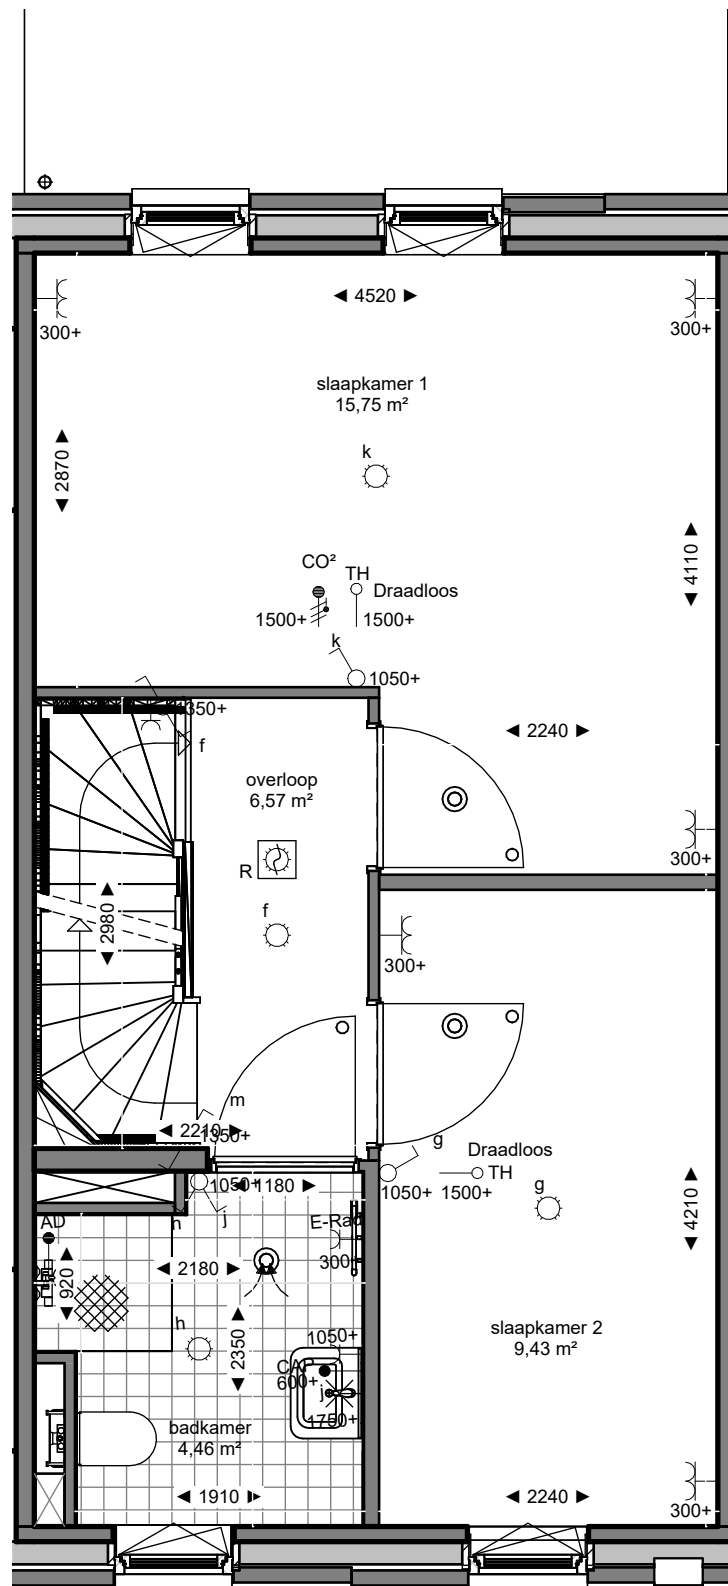 4520
300+
300+
slaapkamer 1
15,75 m²
k
2870
4110
CO²
TH
Draadloos
1500+
1500+
k
1050+
1350+
f
2240
overloop
6,57 m²
R
300+
f
2980
300+
m
2210
1350+
g
Draadloos
TH
1050+
1500+
g
1050+
1180
h
j
AD
E-Rad
300+
4210
920
2180
h
2350
1050+
slaapkamer 2
9,43 m²
CAP
600+
j
1750+
badkamer
4,46 m²
1910
2240
300+